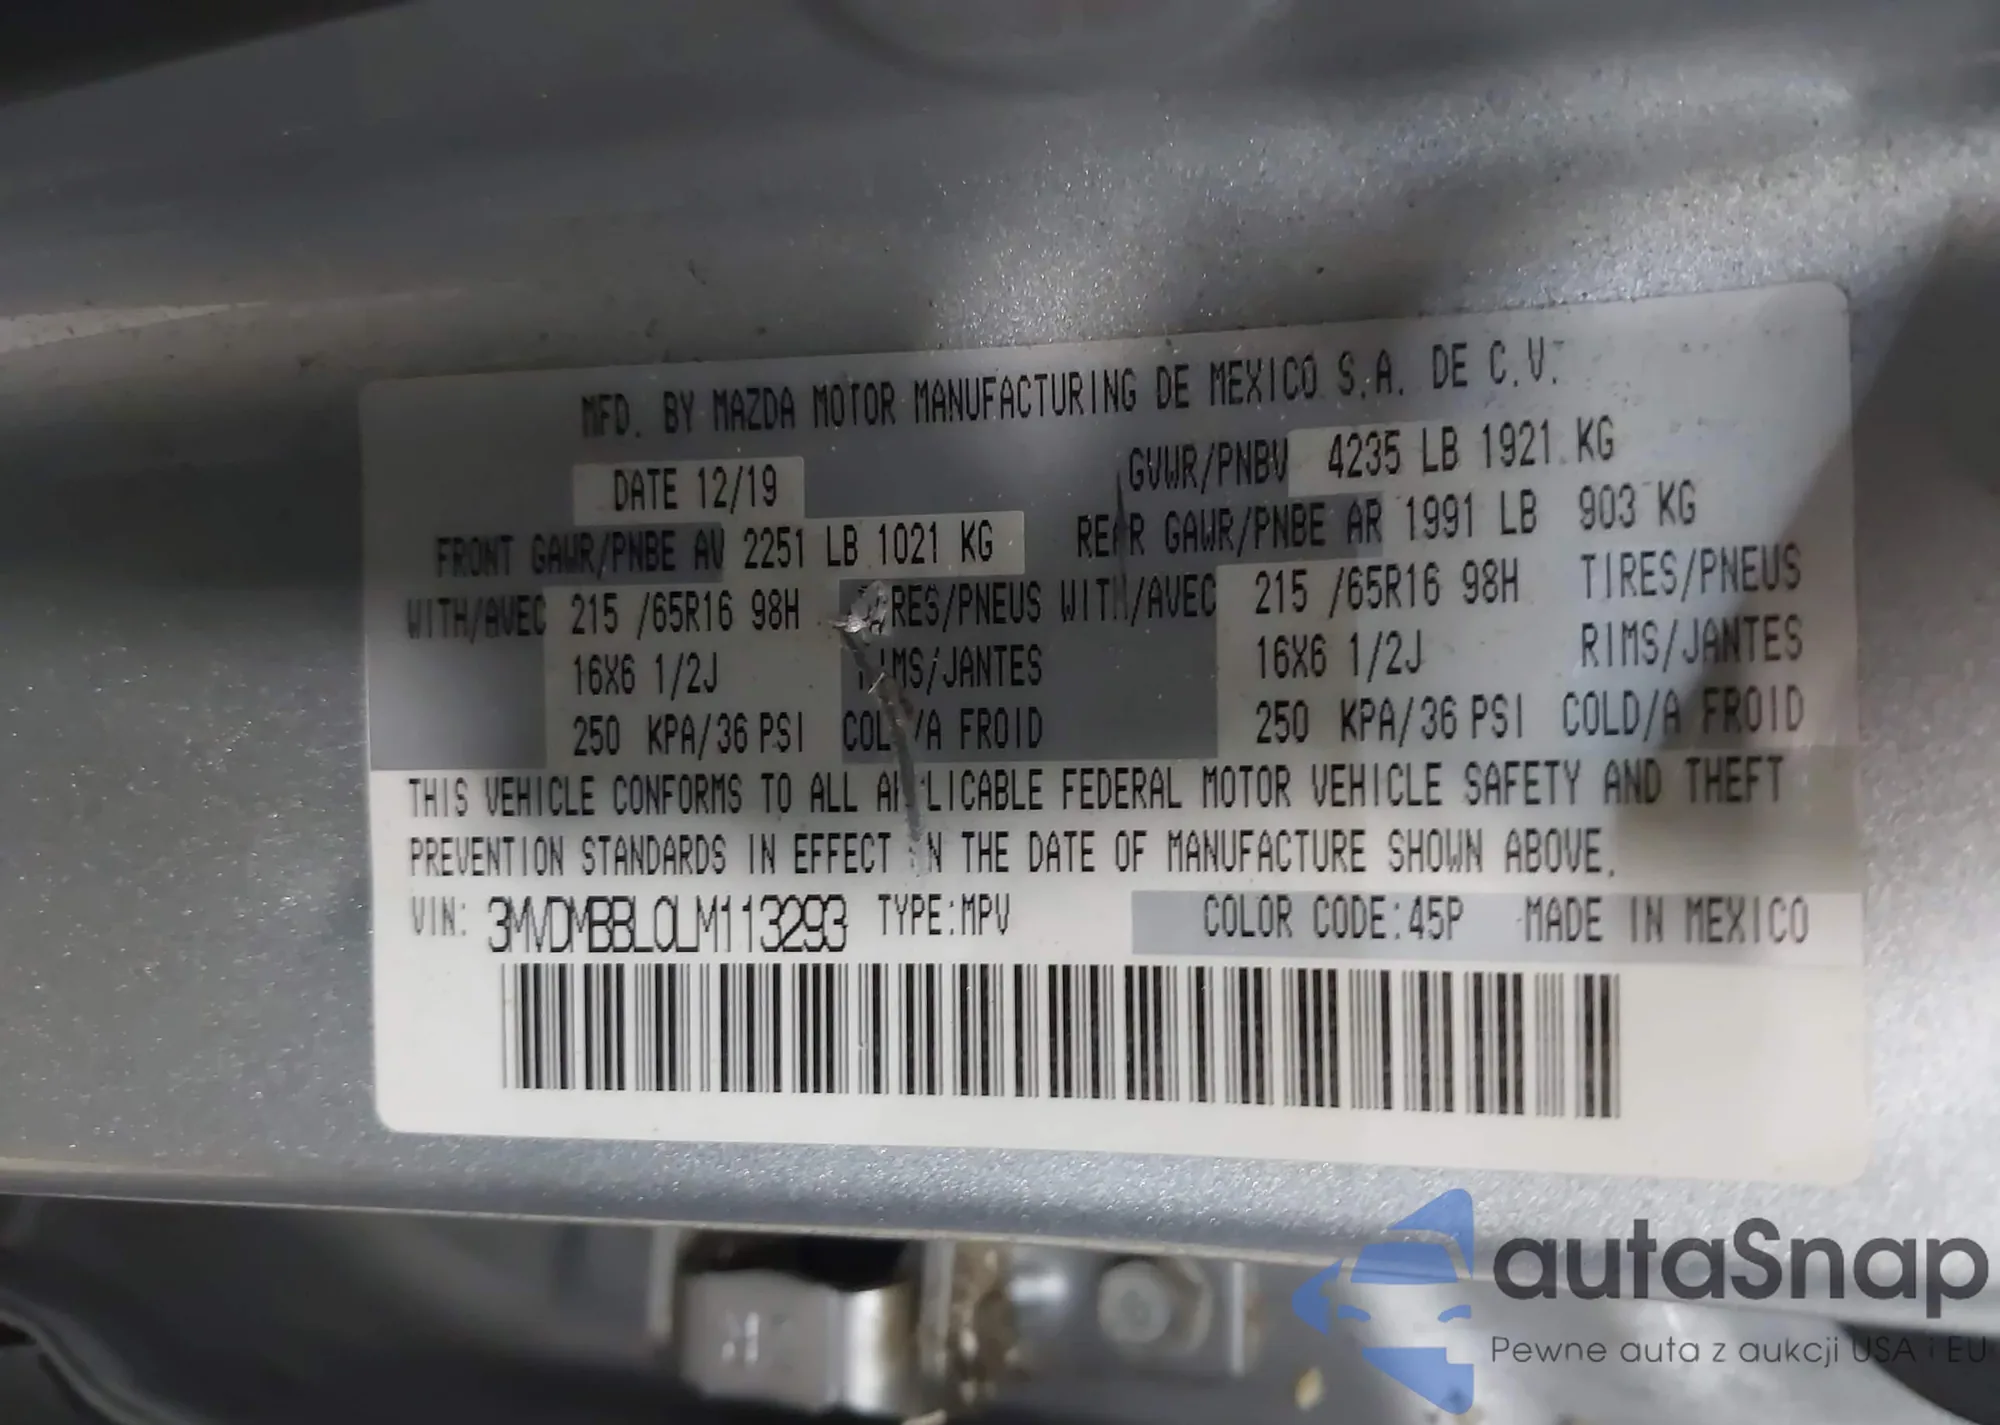 MFD. BY MAZDA MOTOR MANUFACTURING DE MEXICO S.A. DE C.V.
DATE 12/19 GVWR/PNBV 4235 LB 1921 KG
FRONT GAWR/PNBE AV 2251 LB 1021 KG REAR GAWR/PNBE AR 1991 LB 903 KG
WITH/AVEC 215 /65R16 98H WITH/AVEC 215 /65R16 98H TIRES/PNEUS
16X6 1/2J 16X6 1/2J RIMS/JANTES
250 KPA/36 PSI COLD/A FROID 250 KPA/36 PSI COLD/A FROID
THIS VEHICLE CONFORMS TO ALL APPLICABLE FEDERAL MOTOR VEHICLE SAFETY AND THEFT
PREVENTION STANDARDS IN EFFECT ON THE DATE OF MANUFACTURE SHOWN ABOVE.
VIN: 3MVDMBBL0LM113293 TYPE:MPV COLOR CODE:45P MADE IN MEXICO
autaSnap
Pewne auta z aukcji USA i EU